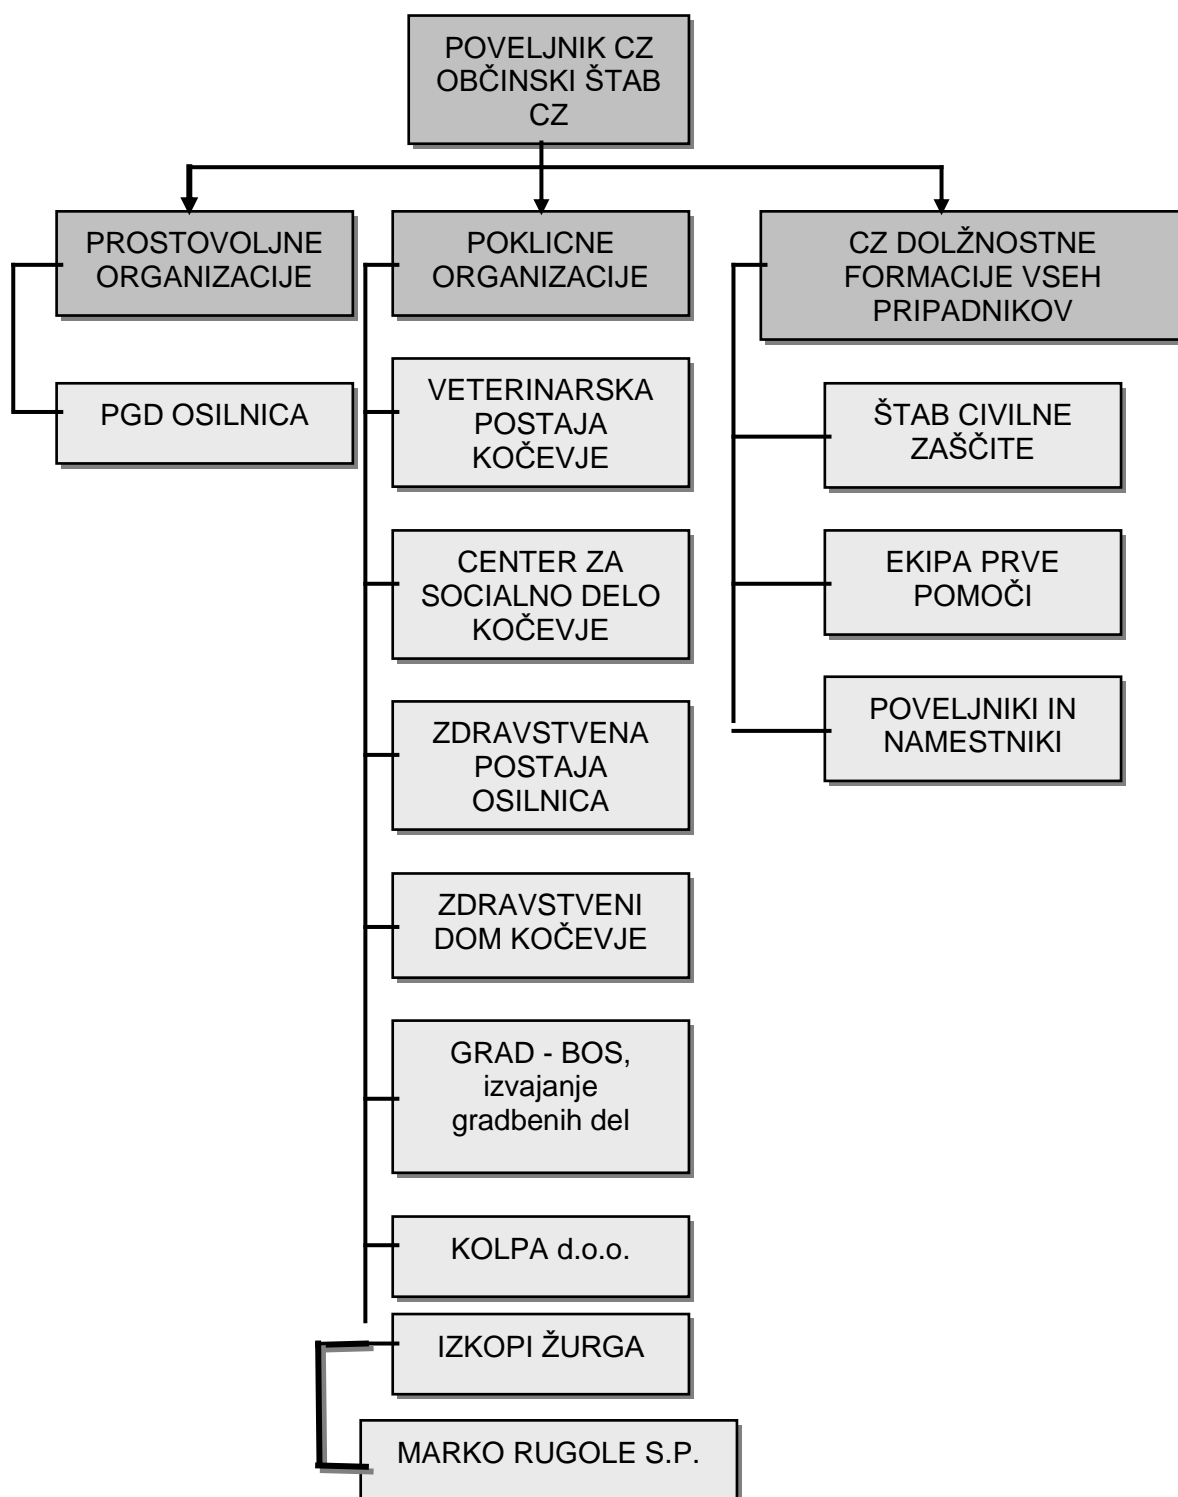 POVELJNIK CZ
OBČINSKI ŠTAB
CZ
PROSTOVOLJNE
ORGANIZACIJE
POKLICNE
ORGANIZACIJE
CZ DOLŽNOSTNE
FORMACIJE VSEH
PRIPADNIKOV
PGD OSILNICA
VETERINARSKA
POSTAJA
KOČEVJE
CENTER ZA
SOCIALNO DELO
KOČEVJE
ZDRAVSTVENA
POSTAJA
OSILNICA
ZDRAVSTVENI
DOM KOČEVJE
GRAD - BOS,
izvajanje
gradbenih del
KOLPA d.o.o.
IZKOPI ŽURGA
MARKO RUGOLE S.P.
ŠTAB CIVILNE
ZAŠČITE
EKIPA PRVE
POMOČI
POVELJNIKI IN
NAMESTNIKI